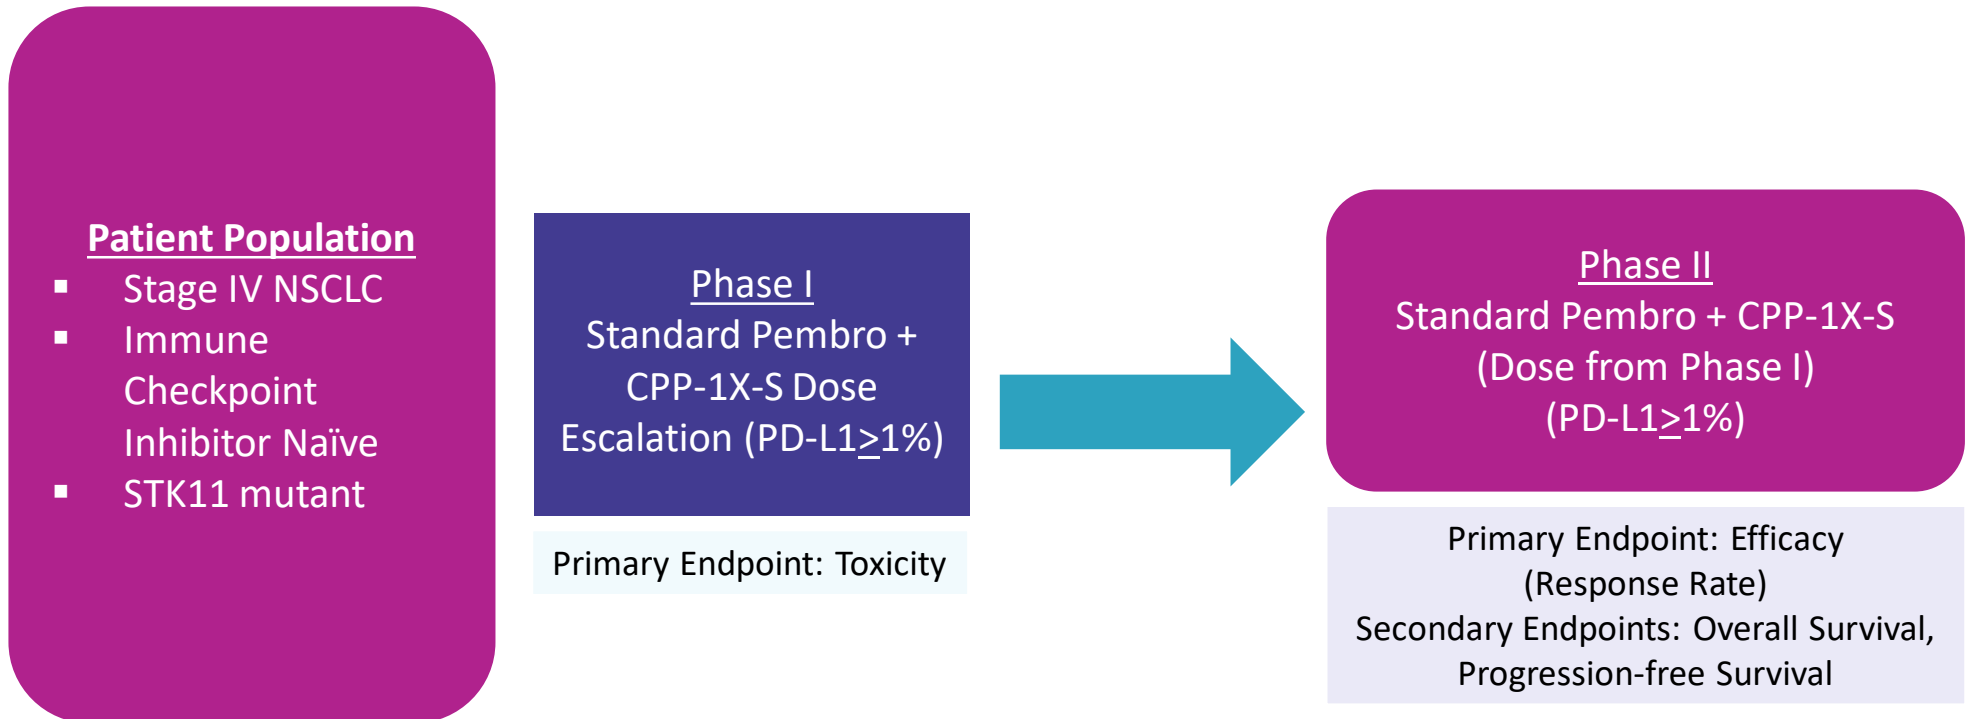 Patient Population
▪ Stage IV NSCLC
▪ Immune
Checkpoint
Inhibitor Naïve
▪ STK11 mutant
Phase I
Standard Pembro +
CPP-1X-S Dose
Escalation (PD-L1>1%)
Primary Endpoint: Toxicity
Phase II
Standard Pembro + CPP-1X-S
(Dose from Phase I)
(PD-L1>1%)
Primary Endpoint: Efficacy
(Response Rate)
Secondary Endpoints: Overall Survival,
Progression-free Survival